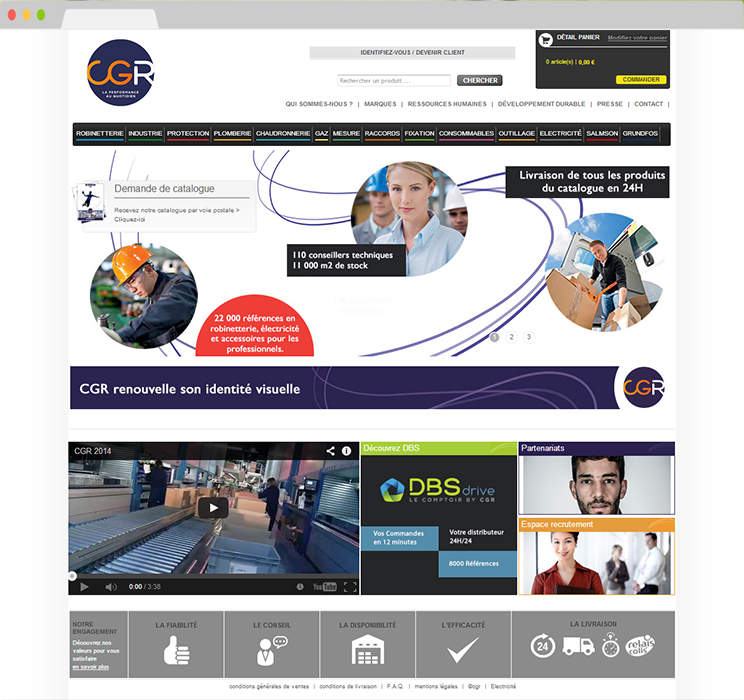 IDENTIFIEZ-VOUS / DEVENIR CLIENT
DÉTAIL PANIER
Modifiez votre panier
0 article(s) | 0,00 €
COMMANDER
CGR
LA PERFORMANCE
AU QUOTIDIEN
Rechercher un produit ....
CHERCHER
QUI SOMMES-NOUS ? | MARQUES | RESSOURCES HUMAINES | DÉVELOPPEMENT DURABLE | PRESSE | CONTACT |
ROBINETTERIE INDUSTRIE PROTECTION PLOMBERIE CHAUDRONNERIE GAZ MESURE RACCORDS FIXATION CONSOMMABLES OUTILLAGE ELECTRICITÉ SALMSON GRUNDFOS
Demande de catalogue
Recevez notre catalogue par voie postale >
Cliquez-ici
Livraison de tous les produits
du catalogue en 24H
110 conseillers techniques
11 000 m2 de stock
22 000 références en
robinetterie, électricité
et accessoires pour les
professionnels.
1 2 3
CGR renouvelle son identité visuelle
CGR
CGR 2014
0:00 / 3:38
YouTube
Découvrez DBS
DBS drive
LE COMPTOIR BY CGR
Vos Commandes
en 12 minutes
Votre distributeur
24H/24
8000 Références
Partenariats
Espace recrutement
NOTRE
ENGAGEMENT
Découvrez nos
valeurs pour vous
satisfaire
en savoir plus
LA FIABILITÉ
LE CONSEIL
LA DISPONIBILITÉ
L'EFFICACITÉ
LA LIVRAISON
24
relais
colis
conditions générales de ventes | conditions de livraison | F.A.Q. | mentions légales | @cgr | Electricité